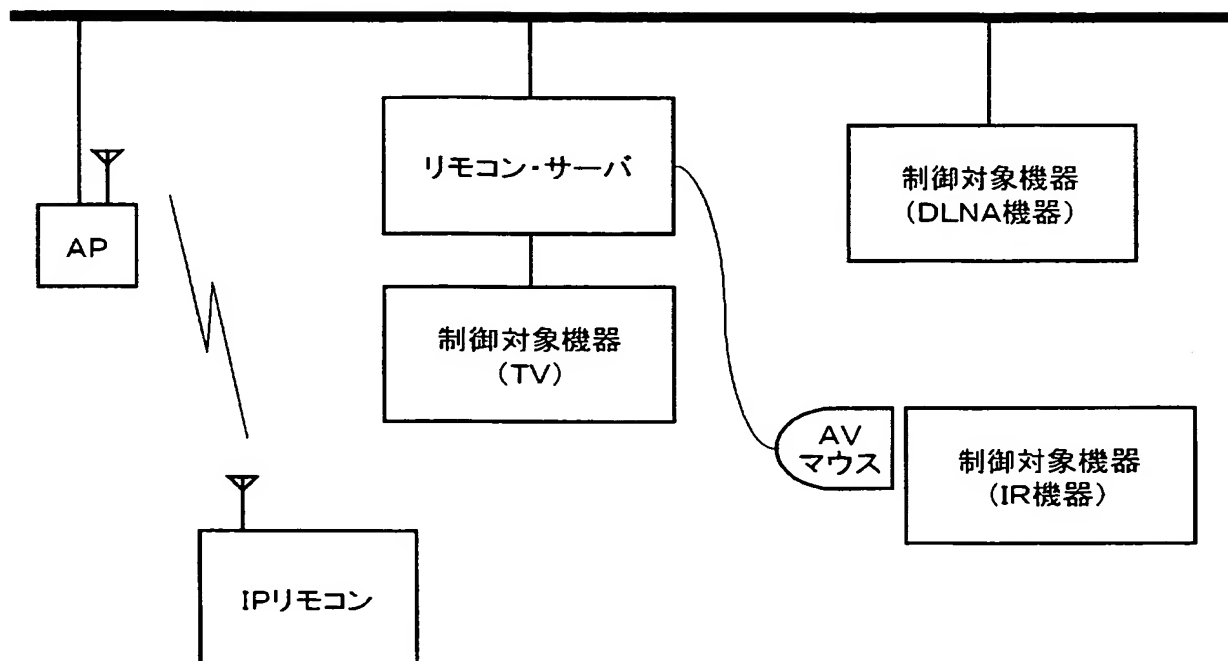 リモコン・サーバ
制御対象機器
(DLNA機器)
AP
制御対象機器
(TV)
AV
マウス
制御対象機器
(IR機器)
IPリモコン